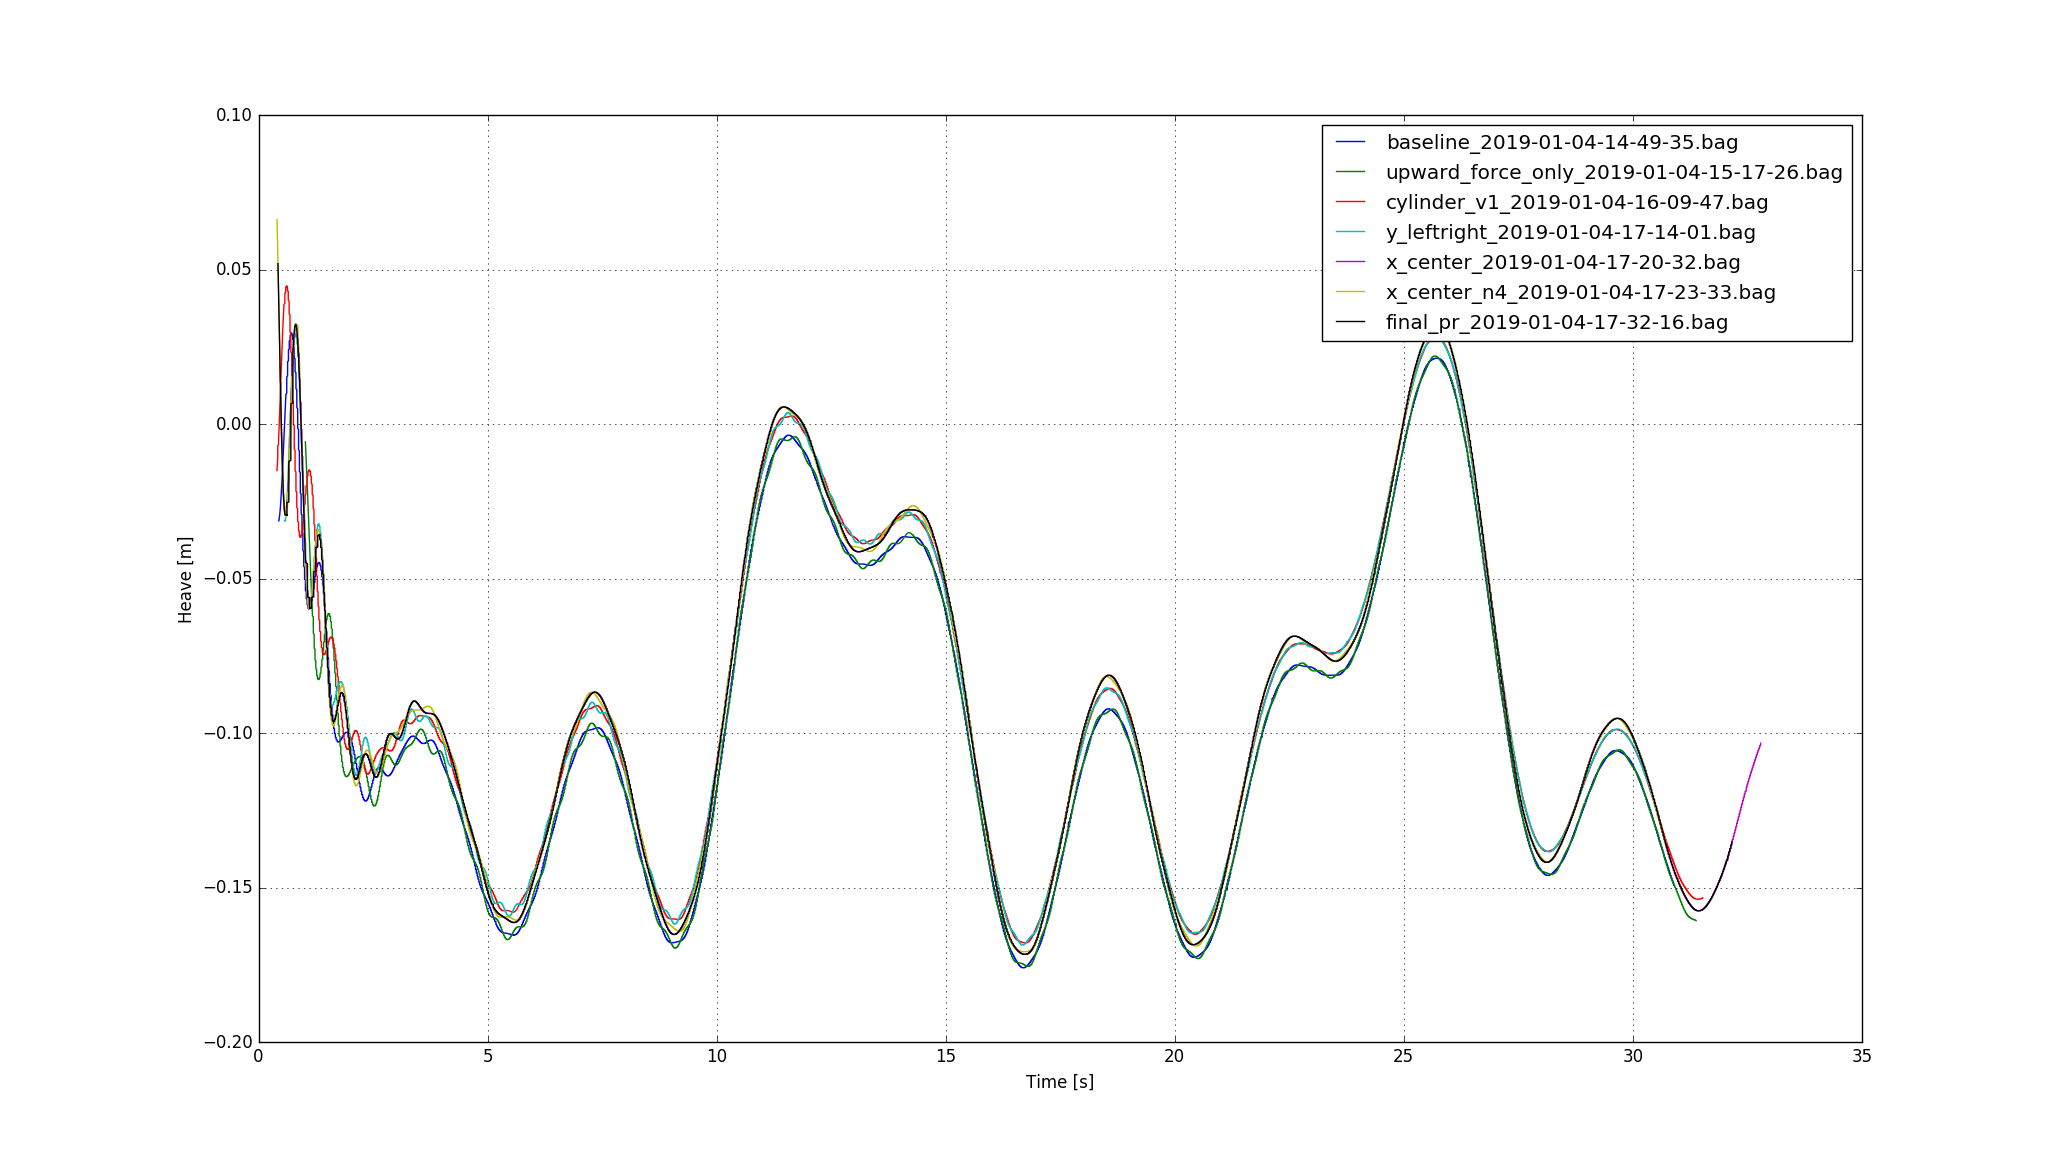 0.10
0.05
0.00
−0.05
−0.10
−0.15
−0.20
Heave [m]
baseline_2019-01-04-14-49-35.bag
upward_force_only_2019-01-04-15-17-26.bag
cylinder_v1_2019-01-04-16-09-47.bag
y_leftright_2019-01-04-17-14-01.bag
x_center_2019-01-04-17-20-32.bag
x_center_n4_2019-01-04-17-23-33.bag
final_pr_2019-01-04-17-32-16.bag
0 5 10 15 20 25 30 35
Time [s]